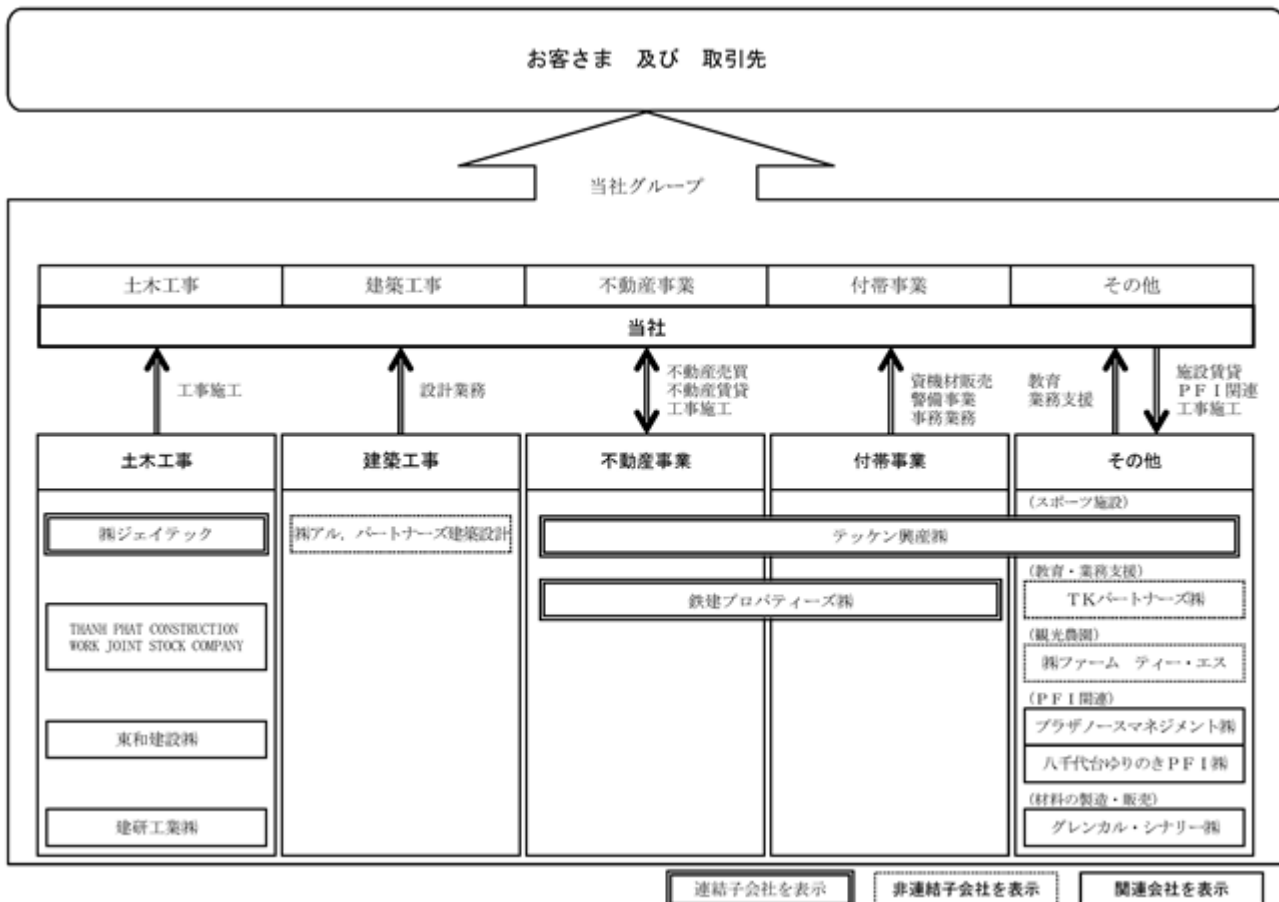 お客さま 及び 取引先
当社グループ
土木工事 建築工事 不動産事業 付帯事業 その他
当社
工事施工
設計業務
不動産売買
不動産賃貸
工事施工
資機材販売
警備事業
事務業務
教育
業務支援
施設賃貸
PFI関連
工事施工
土木工事 建築工事 不動産事業 付帯事業 その他
㈱ジェイテック
THANH PHAT CONSTRUCTION
WORK JOINT STOCK COMPANY
東和建設㈱
建研工業㈱
㈱アル.パートナーズ建築設計
(スポーツ施設)
テッケン興産㈱
鉄建プロパティーズ㈱
(教育・業務支援)
TKパートナーズ㈱
(観光農園)
㈱ファーム ティー・エス
(PFI関連)
プラザノースマネジメント㈱
八千代台ゆりのきPFI㈱
(材料の製造・販売)
グレンカル・シナリー㈱
連結子会社を表示 非連結子会社を表示 関連会社を表示